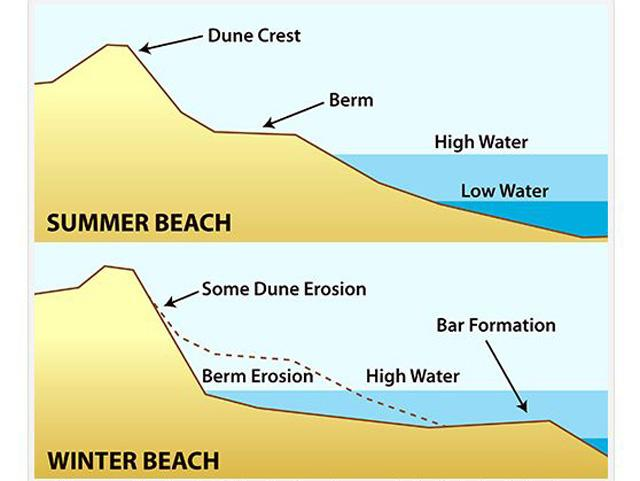 Dune Crest
Berm
High Water
Low Water
SUMMER BEACH
Some Dune Erosion
Bar Formation
Berm Erosion
High Water
WINTER BEACH